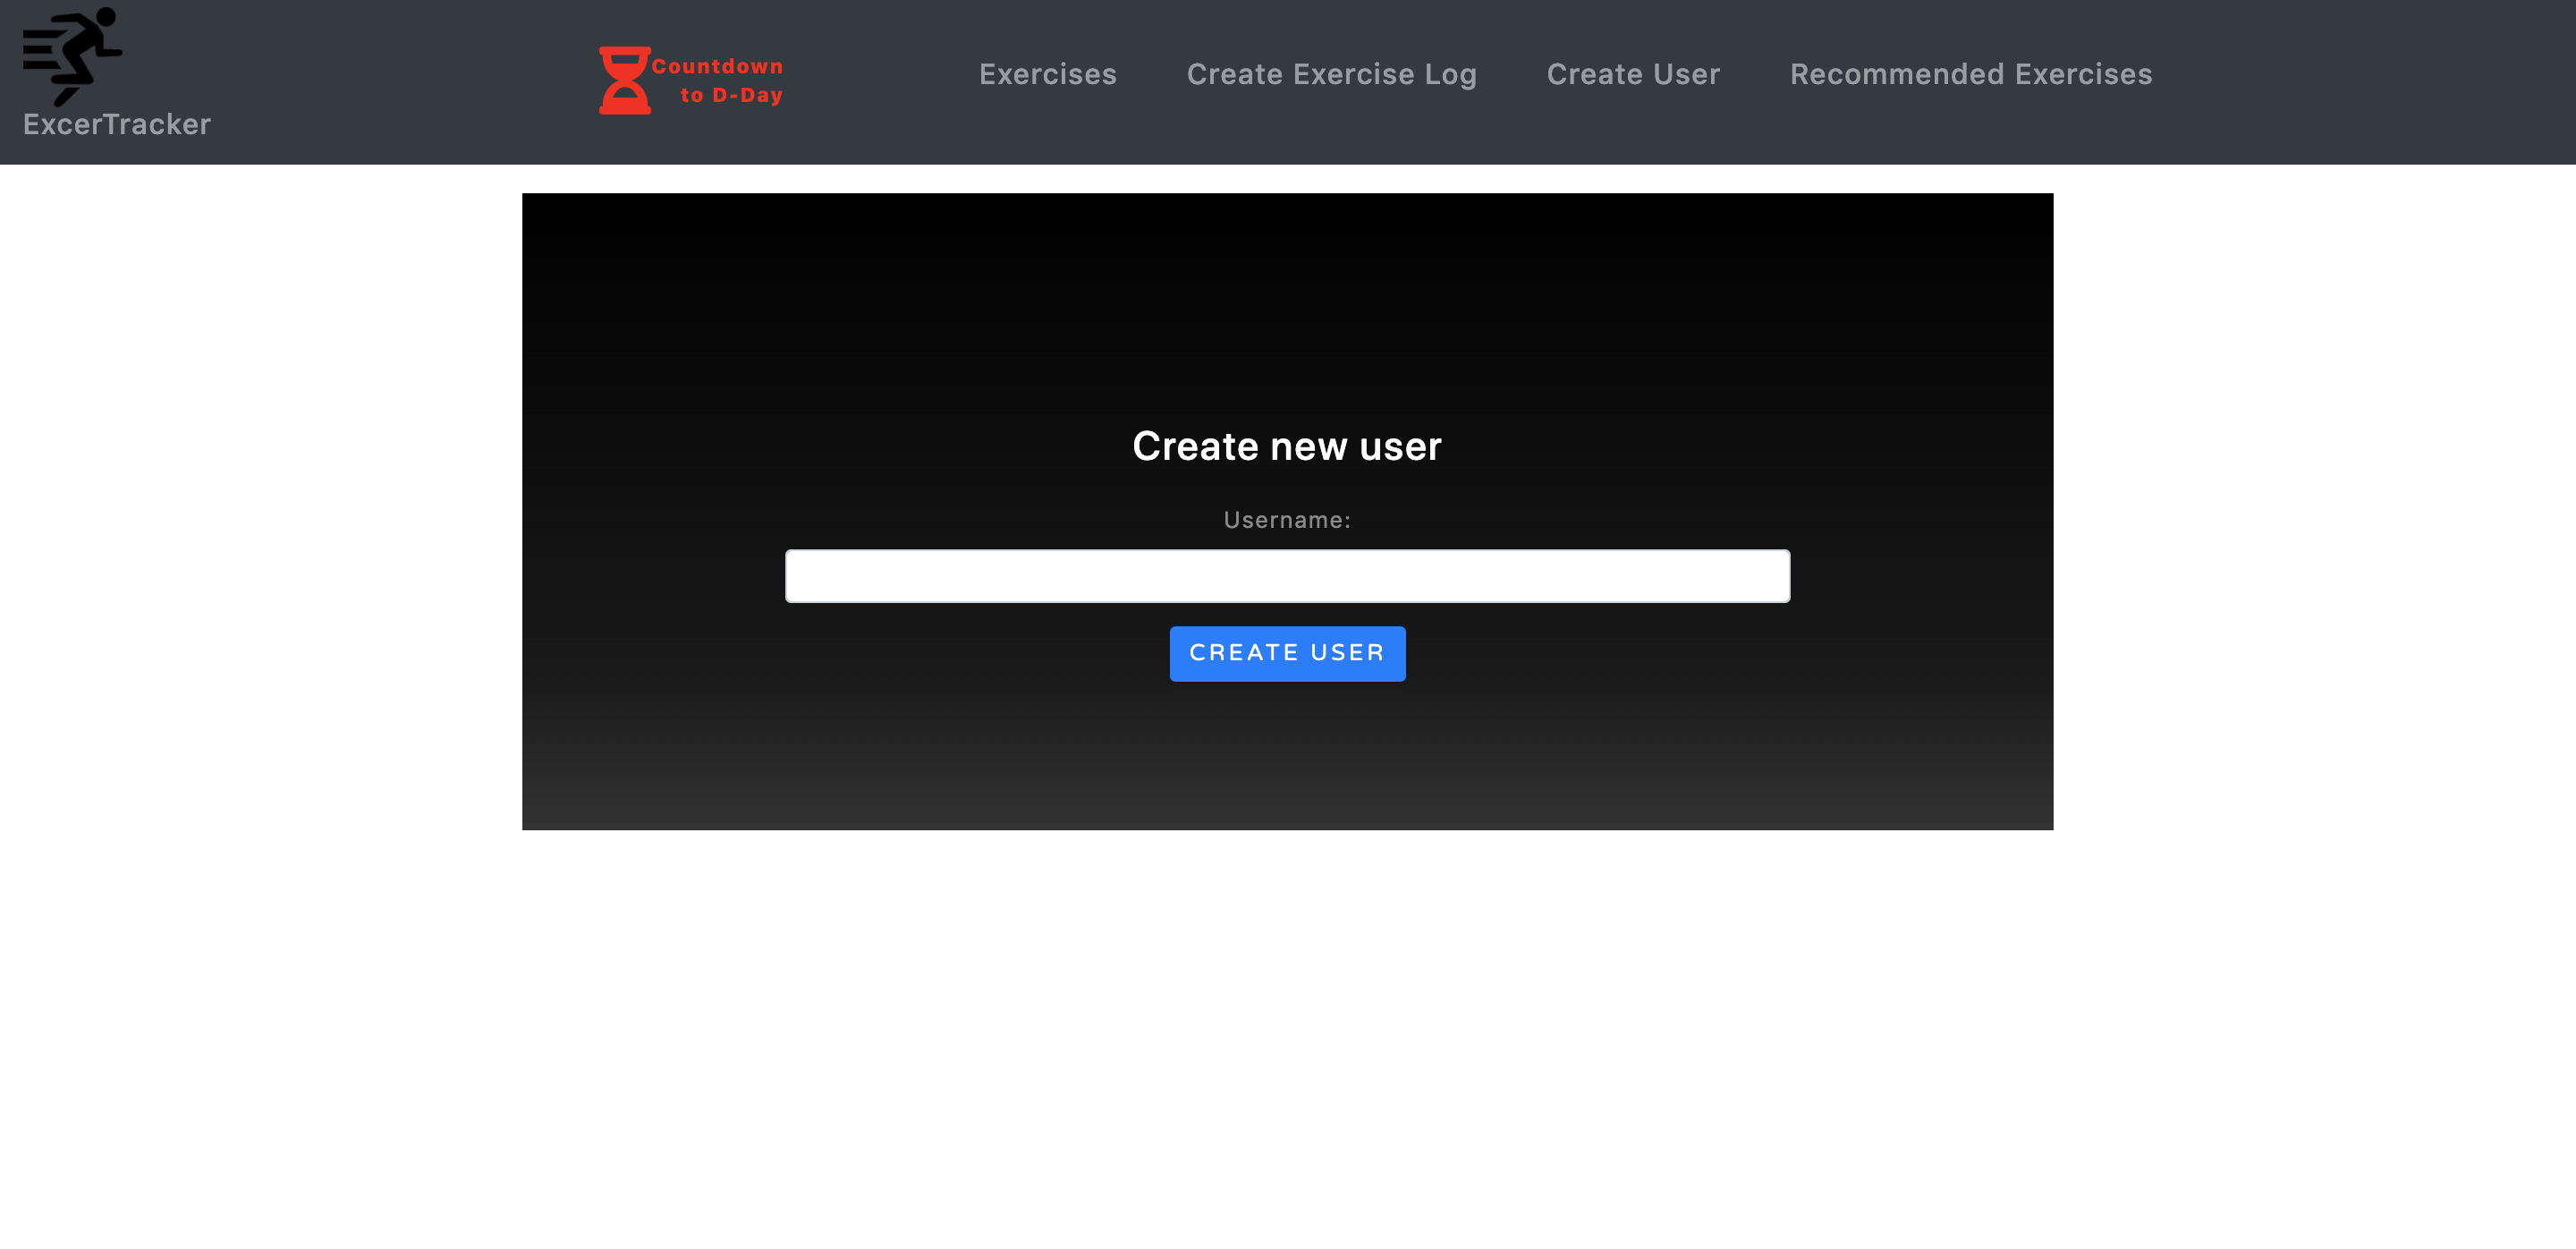 ExcerTracker
Countdown
to D-Day
Exercises
Create Exercise Log
Create User
Recommended Exercises
Create new user
Username:
CREATE USER